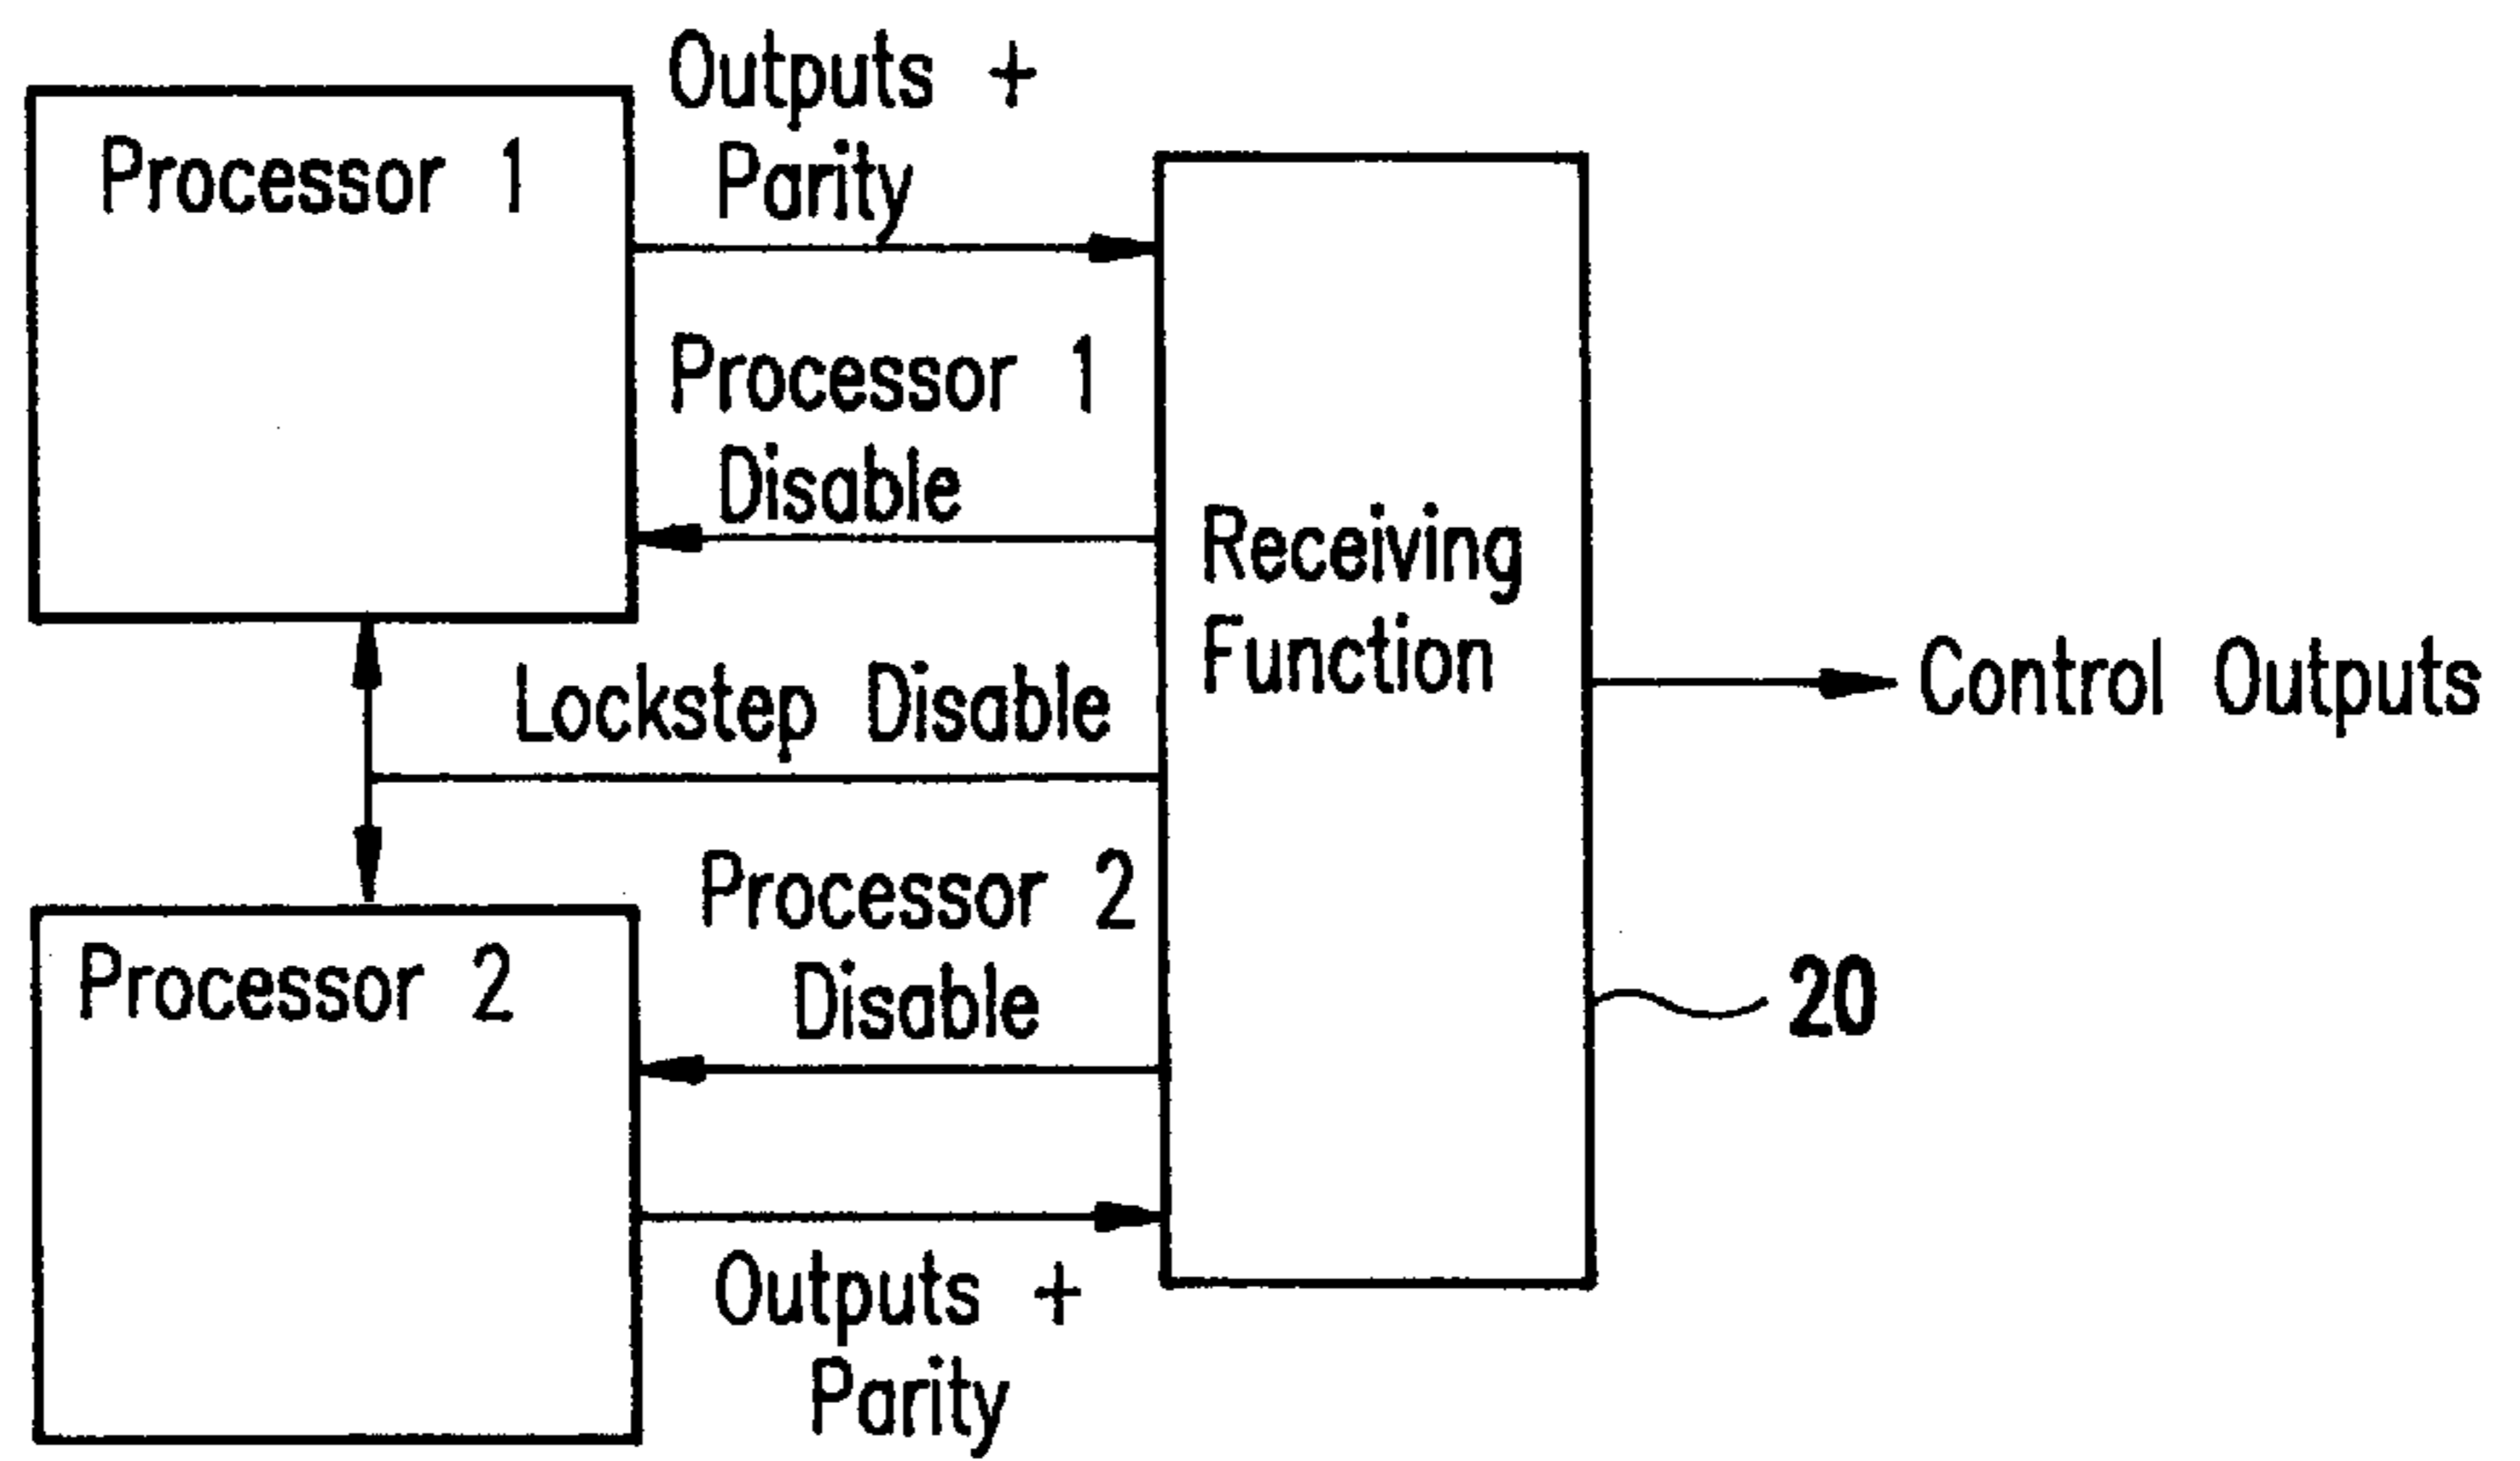 Outputs +
Parity
Processor 1
Processor 1
Disable
Receiving
Function
Lockstep Disable
Control Outputs
Processor 2
Disable
Processor 2
20
Outputs +
Parity